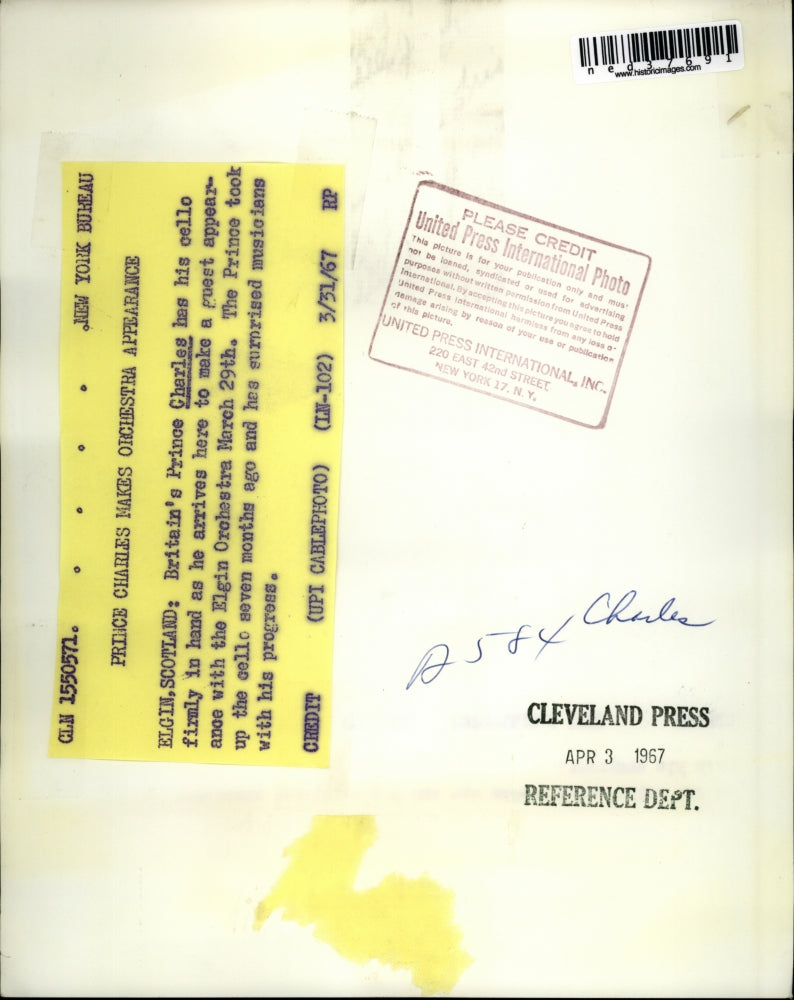 n e d 3 7 6 9 1
www.historicimages.com
CLN 1550571. . . . . .NEW YORK BUREAU
PRINCE CHARLES MAKES ORCHESTRA APPEARANCE
ELGIN,SCOTLAND: Britain's Prince Charles has his cello
firmly in hand as he arrives here to make a guest appear-
ance with the Elgin Orchestra March 29th. The Prince took
up the cello seven months ago and has surprised musicians
with his progress.
CREDIT (UPI CABLEPHOTO) (LN-102) 3/31/67 RP
PLEASE CREDIT
United Press International Photo
This picture is for your publication only and mus-
not be loaned, syndicated or used for advertising
purposes without written permission from United Press
International. By accepting this picture you agree to hold
United Press International harmless from any loss o-
damage arising by reason of your use or publication
of this picture.
UNITED PRESS INTERNATIONAL, INC.
220 EAST 42nd STREET
NEW YORK 17, N. Y.
A584 Charles
CLEVELAND PRESS
APR 3 1967
REFERENCE DEPT.